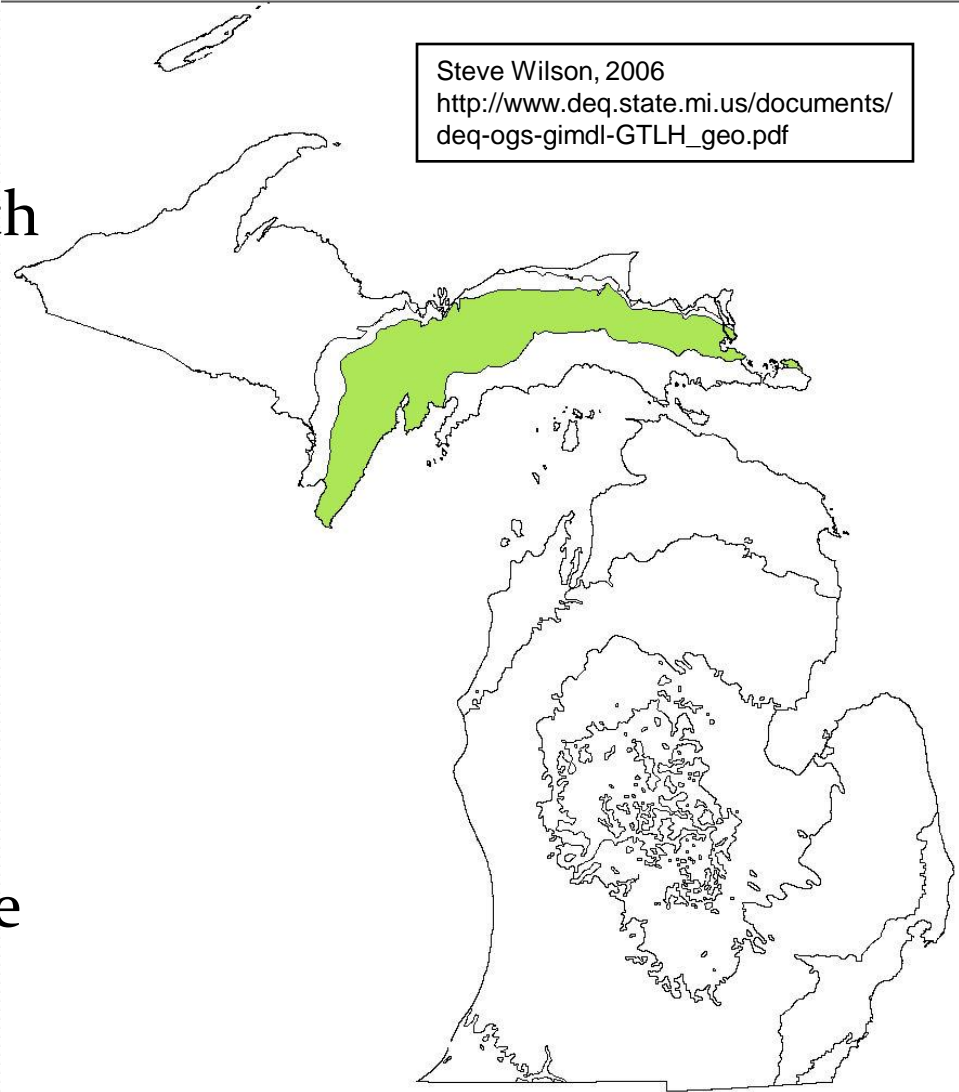 Steve Wilson, 2006
http://www.deq.state.mi.us/documents/
deq-ogs-gimdl-GTLH_geo.pdf
h
e